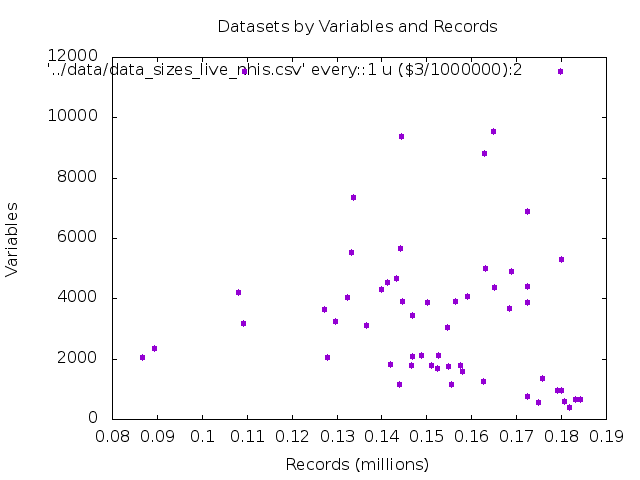 Datasets by Variables and Records
12000
'../data/data_sizes_live_nhis.csv' every::1 u ($3/1000000):2
10000
8000
6000
4000
2000
0
Variables
0.08 0.09 0.1 0.11 0.12 0.13 0.14 0.15 0.16 0.17 0.18 0.19
Records (millions)